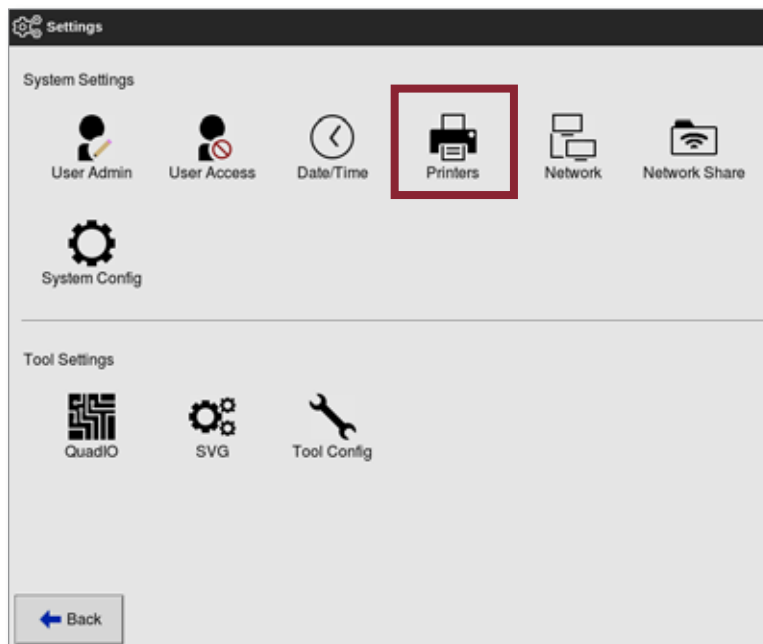 Settings
System Settings
User Admin
User Access
Date/Time
Printers
Network
Network Share
System Config
Tool Settings
QuadIO
SVG
Tool Config
Back